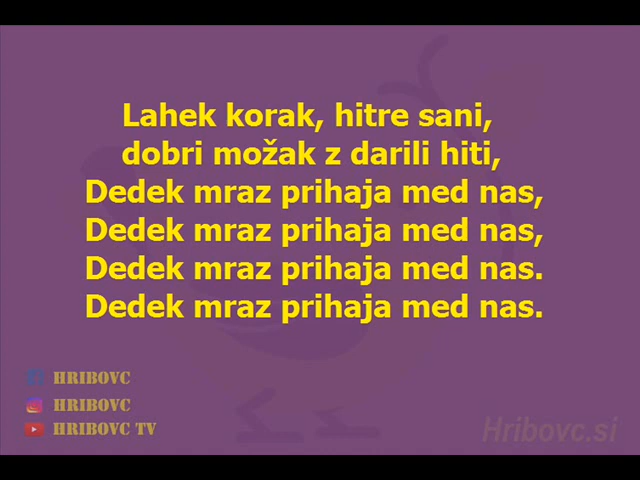 Lahek korak, hitre sani,
dobri možak z darili hiti,
Dedek mraz prihaja med nas,
Dedek mraz prihaja med nas,
Dedek mraz prihaja med nas.
Dedek mraz prihaja med nas.
HRIBOVC
HRIBOVC
HRIBOVC TV
Hribovc.si